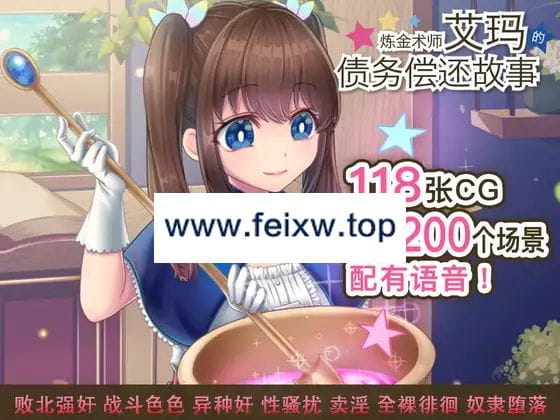 炼金术师 艾玛的
债务偿还故事
118张CG
200个场景
配有语音！
www.feixw.top
败北强奸 战斗色色 异种奸 性骚扰 卖淫 全裸徘徊 奴隶堕落